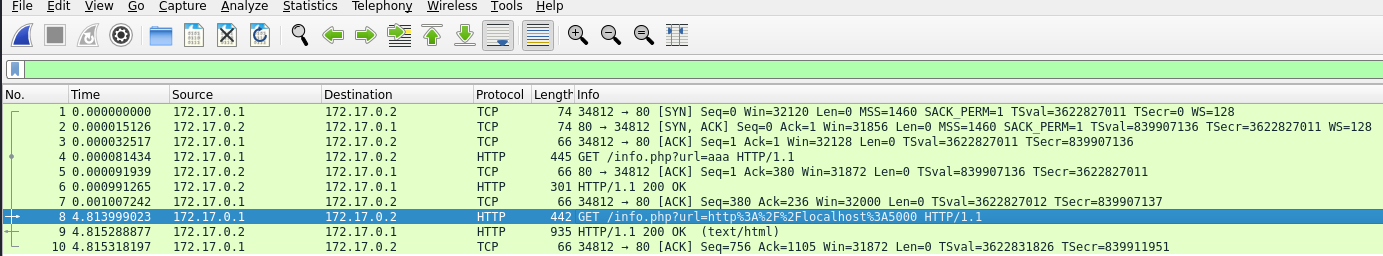 File Edit View Go Capture Analyze Statistics Telephony Wireless Tools Help
No. Time Source Destination Protocol Length Info
1 0.000000000 172.17.0.1 172.17.0.2 TCP 74 34812 → 80 [SYN] Seq=0 Win=32120 Len=0 MSS=1460 SACK_PERM=1 TSval=3622827011 TSecr=0 WS=128
2 0.000015126 172.17.0.2 172.17.0.1 TCP 74 80 → 34812 [SYN, ACK] Seq=0 Ack=1 Win=31856 Len=0 MSS=1460 SACK_PERM=1 TSval=839907136 TSecr=3622827011 WS=128
3 0.000032517 172.17.0.1 172.17.0.2 TCP 66 34812 → 80 [ACK] Seq=1 Ack=1 Win=32128 Len=0 TSval=3622827011 TSecr=839907136
4 0.000081434 172.17.0.1 172.17.0.2 HTTP 445 GET /info.php?url=aaa HTTP/1.1
5 0.000091939 172.17.0.2 172.17.0.1 TCP 66 80 → 34812 [ACK] Seq=1 Ack=380 Win=31872 Len=0 TSval=839907136 TSecr=3622827011
6 0.000991265 172.17.0.2 172.17.0.1 HTTP 301 HTTP/1.1 200 OK
7 0.001007242 172.17.0.1 172.17.0.2 TCP 66 34812 → 80 [ACK] Seq=380 Ack=236 Win=32000 Len=0 TSval=3622827012 TSecr=839907137
8 4.813999023 172.17.0.1 172.17.0.2 HTTP 442 GET /info.php?url=http%3A%2F%2Flocalhost%3A5000 HTTP/1.1
9 4.815288877 172.17.0.2 172.17.0.1 HTTP 935 HTTP/1.1 200 OK (text/html)
10 4.815318197 172.17.0.1 172.17.0.2 TCP 66 34812 → 80 [ACK] Seq=756 Ack=1105 Win=31872 Len=0 TSval=3622831826 TSecr=839911951